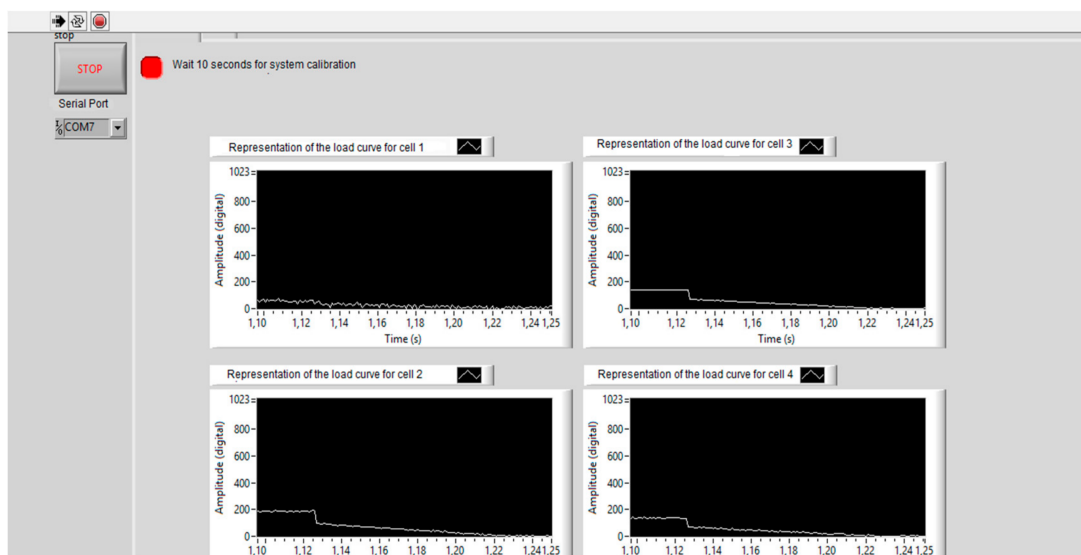 stop
STOP
Wait 10 seconds for system calibration
Serial Port
I/O COM7
Representation of the load curve for cell 1
1023
800
600
400
200
0
Amplitude (digital)
1,10 1,12 1,14 1,16 1,18 1,20 1,22 1,24 1,25
Time (s)
Representation of the load curve for cell 3
1023
800
600
400
200
0
Amplitude (digital)
1,10 1,12 1,14 1,16 1,18 1,20 1,22 1,24 1,25
Time (s)
Representation of the load curve for cell 2
1023
800
600
400
200
0
Amplitude (digital)
1,10 1,12 1,14 1,16 1,18 1,20 1,22 1,24 1,25
Representation of the load curve for cell 4
1023
800
600
400
200
0
Amplitude (digital)
1,10 1,12 1,14 1,16 1,18 1,20 1,22 1,24 1,25